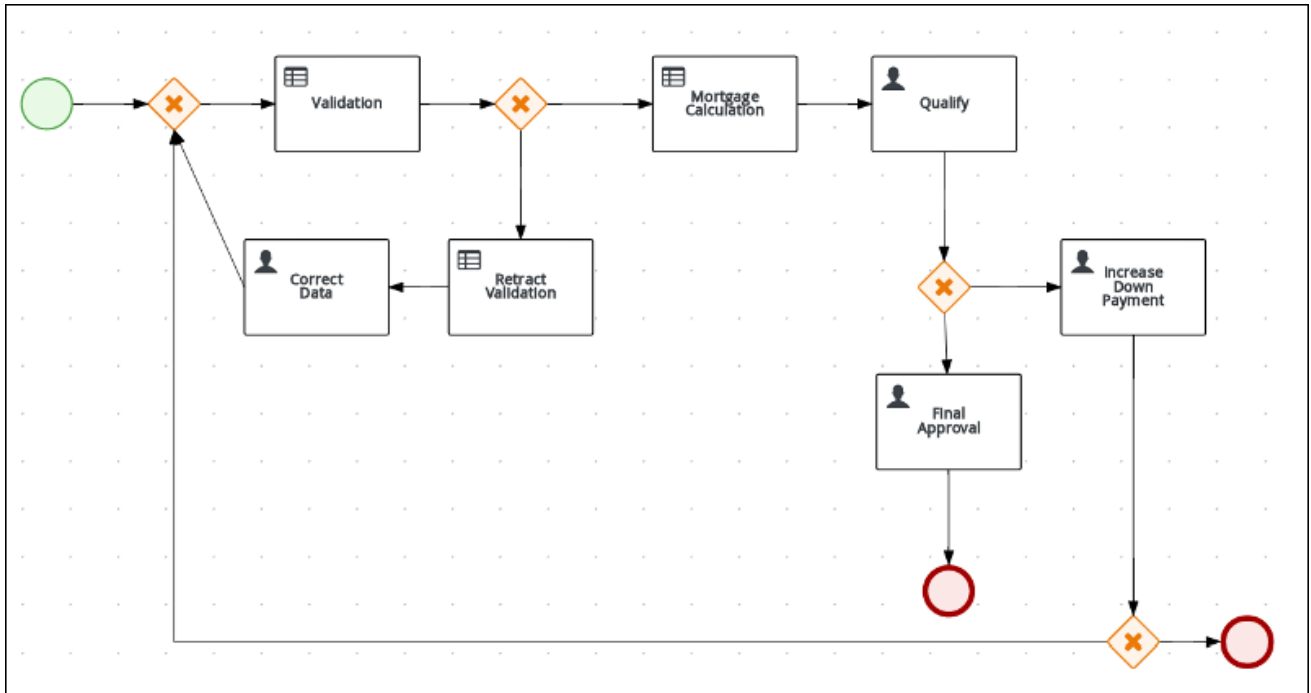 Validation
Mortgage
Calculation
Qualify
Correct
Data
Retract
Validation
Increase
Down
Payment
Final
Approval